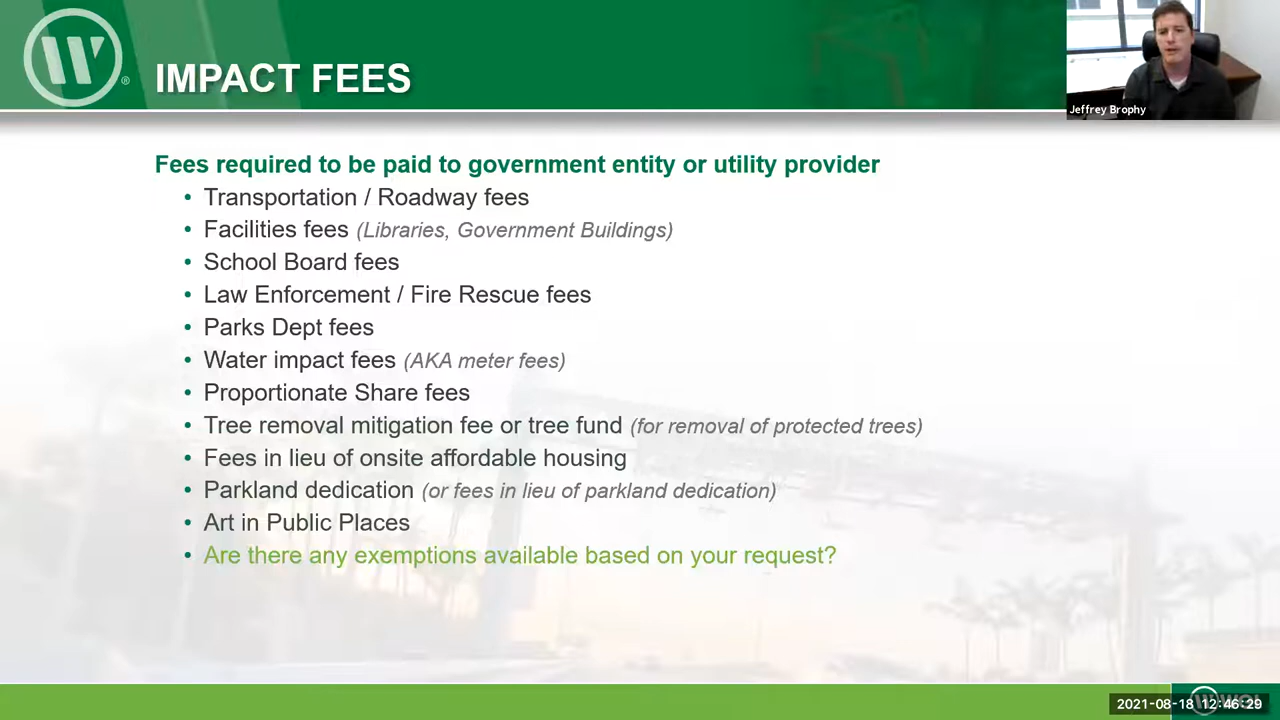 IMPACT FEES
Jeffrey Brophy
Fees required to be paid to government entity or utility provider
• Transportation / Roadway fees
• Facilities fees (Libraries, Government Buildings)
• School Board fees
• Law Enforcement / Fire Rescue fees
• Parks Dept fees
• Water impact fees (AKA meter fees)
• Proportionate Share fees
• Tree removal mitigation fee or tree fund (for removal of protected trees)
• Fees in lieu of onsite affordable housing
• Parkland dedication (or fees in lieu of parkland dedication)
• Art in Public Places
• Are there any exemptions available based on your request?
2021-08-18 12:46:29